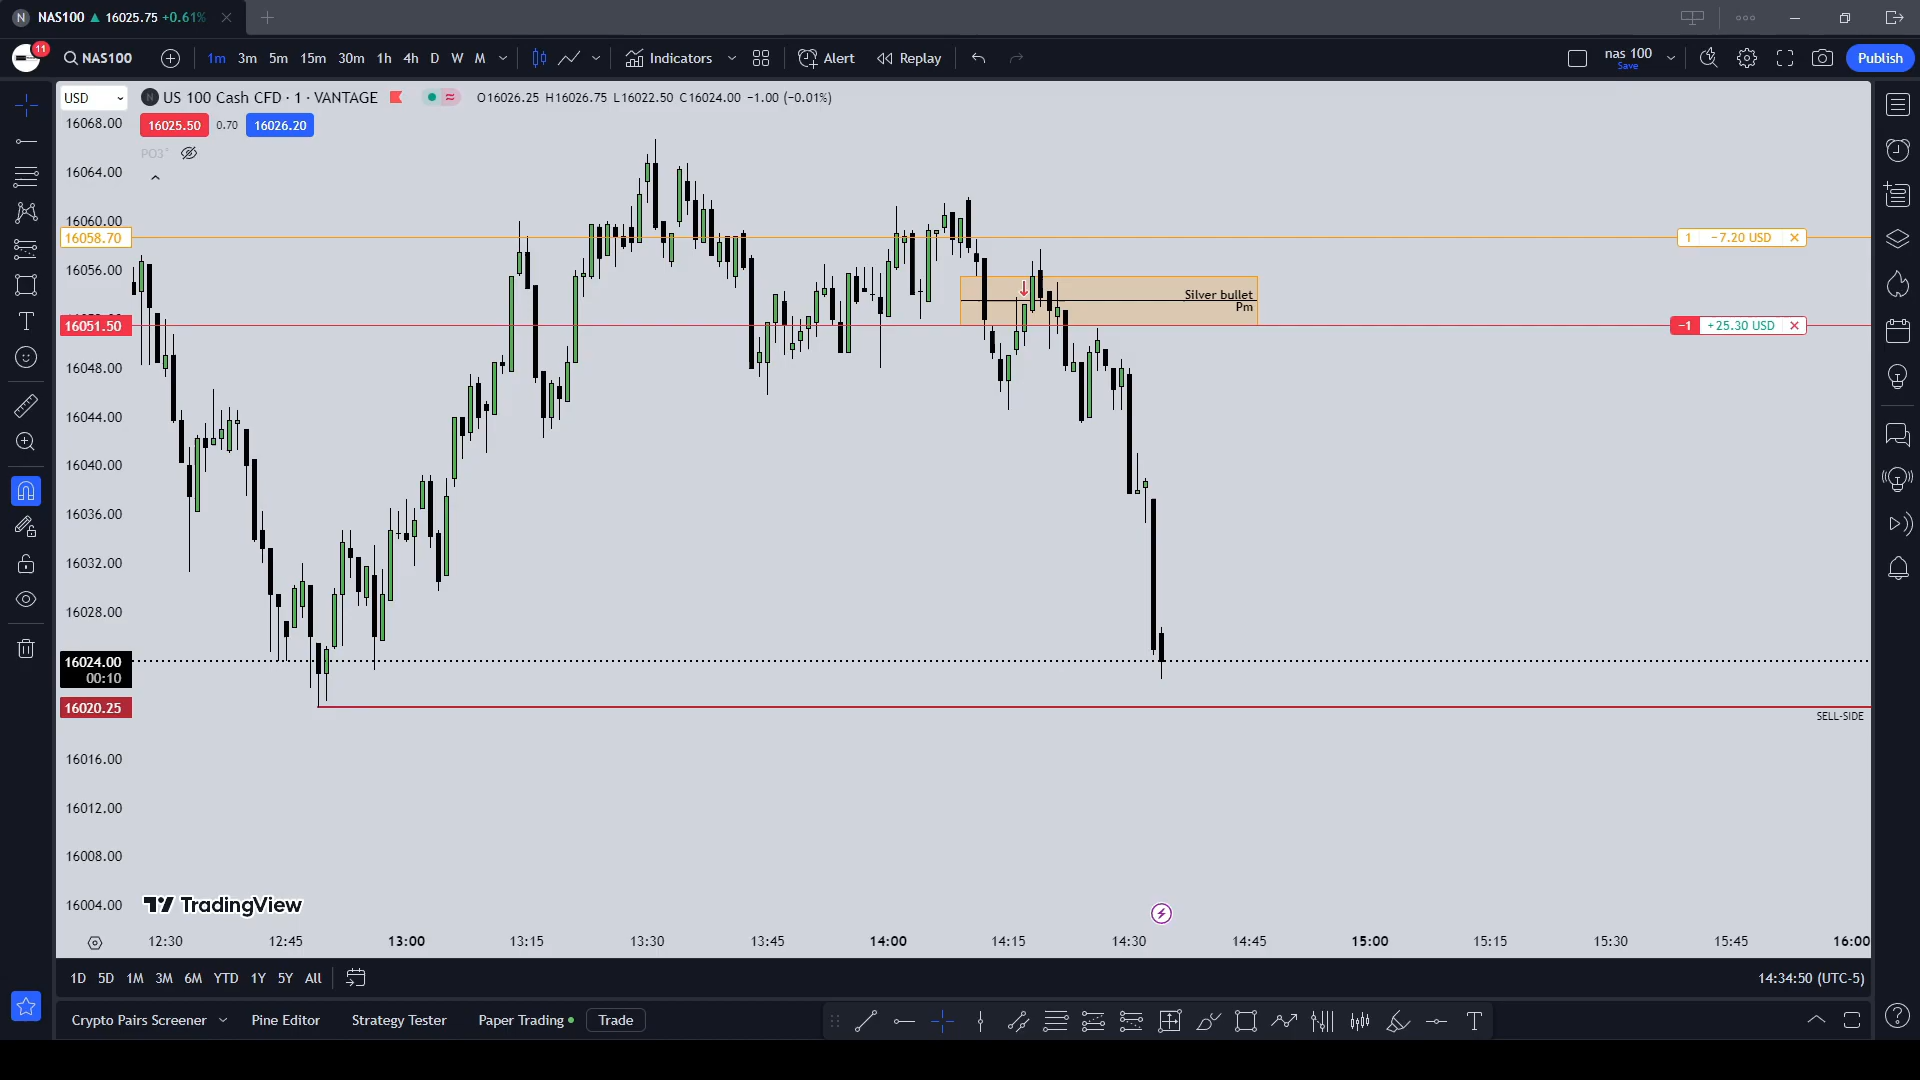 NAS100 ▲ 16025.75 +0.61%
11
NAS100
1m 3m 5m 15m 30m 1h 4h D W M
Indicators
Alert
Replay
nas 100
Save
Publish
USD
US 100 Cash CFD · 1 · VANTAGE
O16026.25 H16026.75 L16022.50 C16024.00 −1.00 (−0.01%)
16025.50 0.70 16026.20
PO3
16068.00
16064.00
16060.00
16058.70
1 −7.20 USD
16056.00
Silver bullet
Pm
16051.50
−1 +25.30 USD
16048.00
16044.00
16040.00
16036.00
16032.00
16028.00
16024.00
00:10
16020.25
SELL-SIDE
16016.00
16012.00
16008.00
16004.00
TradingView
12:30 12:45 13:00 13:15 13:30 13:45 14:00 14:15 14:30 14:45 15:00 15:15 15:30 15:45 16:00
1D 5D 1M 3M 6M YTD 1Y 5Y All
14:34:50 (UTC-5)
Crypto Pairs Screener
Pine Editor
Strategy Tester
Paper Trading
Trade